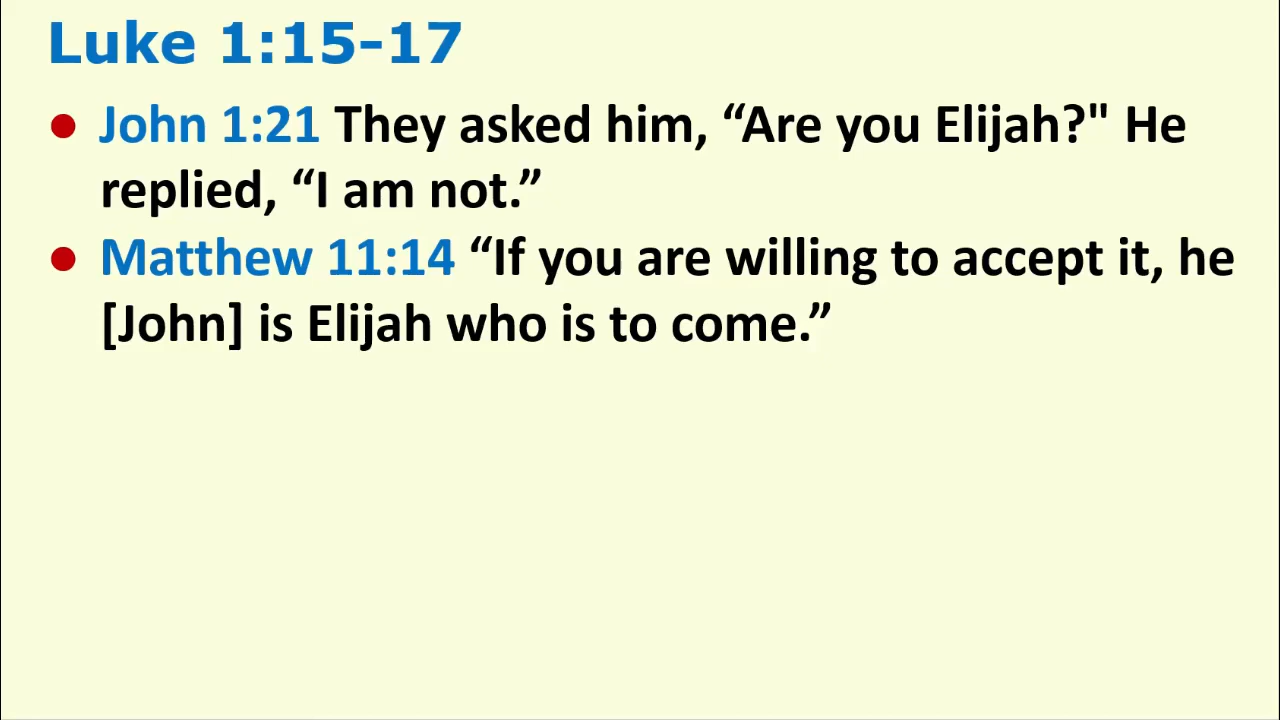 Luke 1:15-17
● John 1:21 They asked him, “Are you Elijah?" He
replied, “I am not.”
● Matthew 11:14 “If you are willing to accept it, he
[John] is Elijah who is to come.”